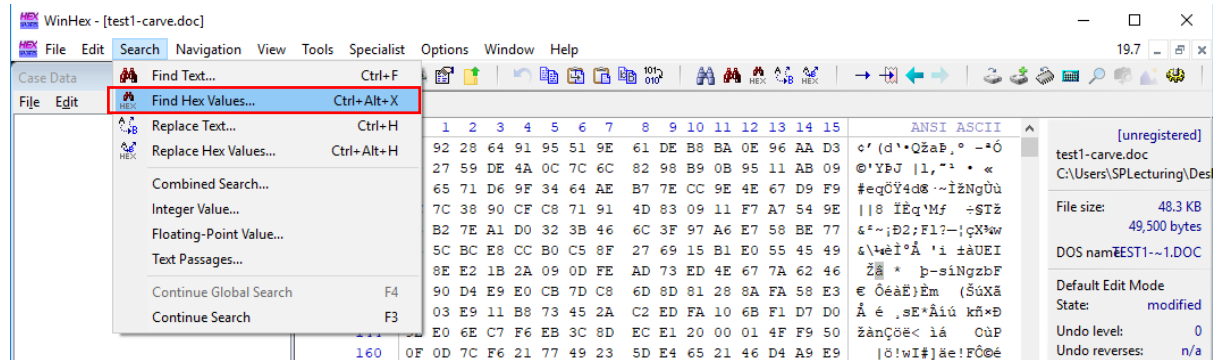 WinHex - [test1-carve.doc]
File Edit Search Navigation View Tools Specialist Options Window Help 19.7
Case Data
File Edit
Find Text... Ctrl+F
Find Hex Values... Ctrl+Alt+X
Replace Text... Ctrl+H
Replace Hex Values... Ctrl+Alt+H
Combined Search...
Integer Value...
Floating-Point Value...
Text Passages...
Continue Global Search F4
Continue Search F3
1 2 3 4 5 6 7 8 9 10 11 12 13 14 15 ANSI ASCII
92 28 64 91 95 51 9E 61 DE B8 BA 0E 96 AA D3
27 59 DE 4A 0C 7C 6C 82 98 B9 0B 95 11 AB 09
65 71 D6 9F 34 64 AE B7 7E CC 9E 4E 67 D9 F9
7C 38 90 CF C8 71 91 4D 83 09 11 F7 A7 54 9E
B2 7E A1 D0 32 3B 46 6C 3F 97 A6 E7 58 BE 77
5C BC E8 CC B0 C5 8F 27 69 15 B1 E0 55 45 49
8E E2 1B 2A 09 0D FE AD 73 ED 4E 67 7A 62 46
90 D4 E9 E0 CB 7D C8 6D 8D 81 28 8A FA 58 E3
03 E9 11 B8 73 45 2A C2 ED FA 10 6B F1 D7 D0
E0 6E C7 F6 EB 3C 8D EC E1 20 00 01 4F F9 50
160 0F 0D 7C F6 21 77 49 23 5D E4 65 21 46 D4 A9 E9 |ö!wI#]äe!FÔ©é
[unregistered]
test1-carve.doc
C:\Users\SPLecturing\Des
File size: 48.3 KB
49,500 bytes
DOS name TEST1-~1.DOC
Default Edit Mode
State: modified
Undo level: 0
Undo reverses: n/a